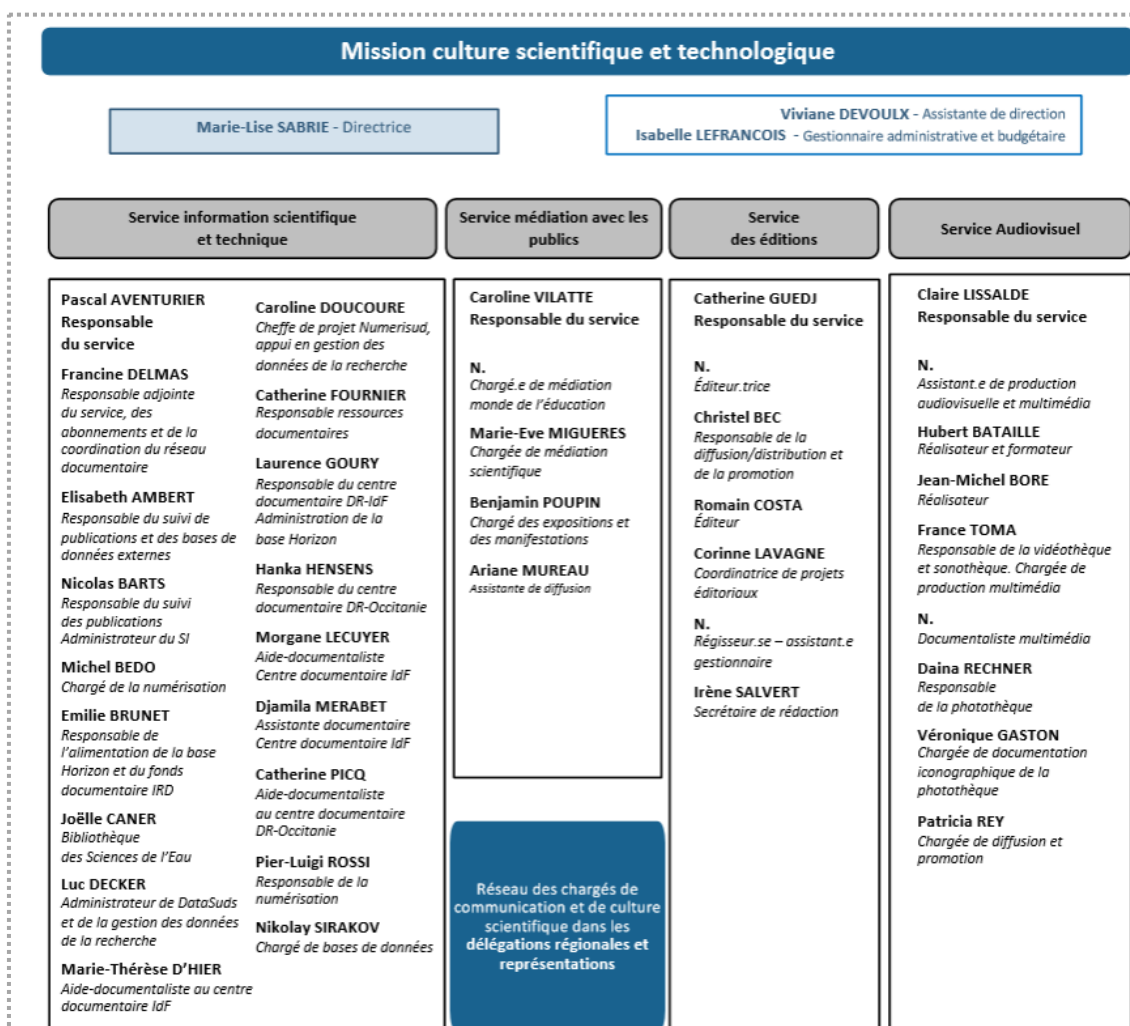 Mission culture scientifique et technologique
Marie-Lise SABRIE - Directrice
Viviane DEVOULX - Assistante de direction
Isabelle LEFRANCOIS - Gestionnaire administrative et budgétaire
Service information scientifique
et technique
Pascal AVENTURIER
Responsable
du service
Francine DELMAS
Responsable adjointe
du service, des
abonnements et de la
coordination du réseau
documentaire
Elisabeth AMBERT
Responsable du suivi de
publications et des bases de
données externes
Nicolas BARTS
Responsable du suivi
des publications
Administrateur du SI
Michel BEDO
Chargé de la numérisation
Emilie BRUNET
Responsable de
l'alimentation de la base
Horizon et du fonds
documentaire IRD
Joëlle CANER
Bibliothèque
des Sciences de l'Eau
Luc DECKER
Administrateur de DataSuds
et de la gestion des données
de la recherche
Marie-Thérèse D'HIER
Aide-documentaliste au centre
documentaire IdF
Caroline DOUCOURE
Cheffe de projet Numerisud,
appui en gestion des
données de la recherche
Catherine FOURNIER
Responsable ressources
documentaires
Laurence GOURY
Responsable du centre
documentaire DR-IdF
Administration de la
base Horizon
Hanka HENSENS
Responsable du centre
documentaire DR-Occitanie
Morgane LECUYER
Aide-documentaliste
Centre documentaire IdF
Djamila MERABET
Assistante documentaire
Centre documentaire IdF
Catherine PICQ
Aide-documentaliste
au centre documentaire
DR-Occitanie
Pier-Luigi ROSSI
Responsable de la
numérisation
Nikolay SIRAKOV
Chargé de bases de données
Service médiation avec les
publics
Caroline VILATTE
Responsable du service
N.
Chargé.e de médiation
monde de l'éducation
Marie-Eve MIGUERES
Chargée de médiation
scientifique
Benjamin POUPIN
Chargé des expositions et
des manifestations
Ariane MUREAU
Assistante de diffusion
Réseau des chargés de
communication et de culture
scientifique dans les
délégations régionales et
représentations
Service
des éditions
Catherine GUEDJ
Responsable du service
N.
Éditeur.trice
Christel BEC
Responsable de la
diffusion/distribution et
de la promotion
Romain COSTA
Éditeur
Corinne LAVAGNE
Coordinatrice de projets
éditoriaux
N.
Régisseur.se – assistant.e
gestionnaire
Irène SALVERT
Secrétaire de rédaction
Service Audiovisuel
Claire LISSALDE
Responsable du service
N.
Assistant.e de production
audiovisuelle et multimédia
Hubert BATAILLE
Réalisateur et formateur
Jean-Michel BORE
Réalisateur
France TOMA
Responsable de la vidéothèque
et sonothèque. Chargée de
production multimédia
N.
Documentaliste multimédia
Daina RECHNER
Responsable
de la photothèque
Véronique GASTON
Chargée de documentation
iconographique de la
photothèque
Patricia REY
Chargée de diffusion et
promotion